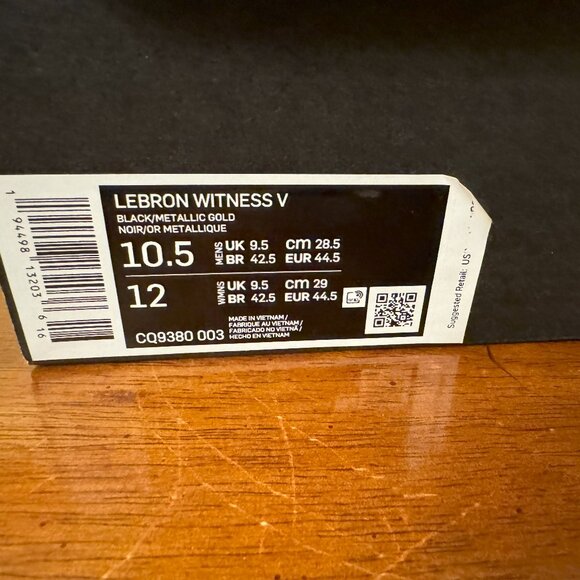 LEBRON WITNESS V
BLACK/METALLIC GOLD
NOIR/OR METALLIQUE
10.5 MENS UK 9.5 CM 28.5
BR 42.5 EUR 44.5
12 WMNS UK 9.5 CM 29
BR 42.5 EUR 44.5
CQ9380 003
MADE IN VIETNAM/
FABRIQUE AU VIETNAM/
FABRICADO NO VIETNÃ/
HECHO EN VIETNAM
1 94498 13203 6 16
Suggested Retail: US